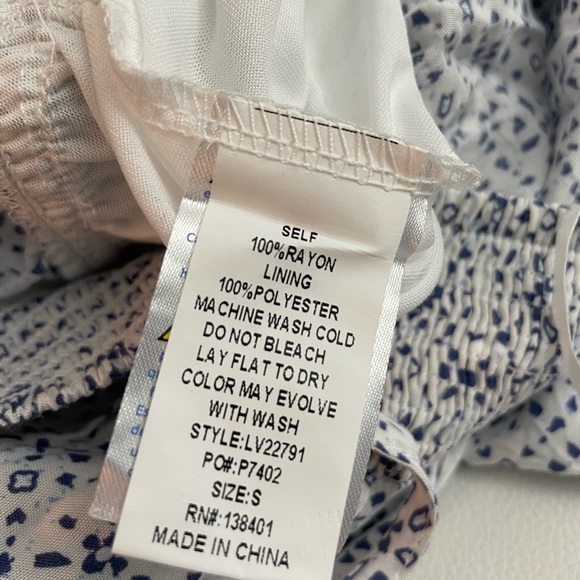 SELF
100%RAYON
LINING
100%POLYESTER
MACHINE WASH COLD
DO NOT BLEACH
LAY FLAT TO DRY
COLOR MAY EVOLVE
WITH WASH
STYLE:LV22791
PO#:P7402
SIZE:S
RN#:138401
MADE IN CHINA